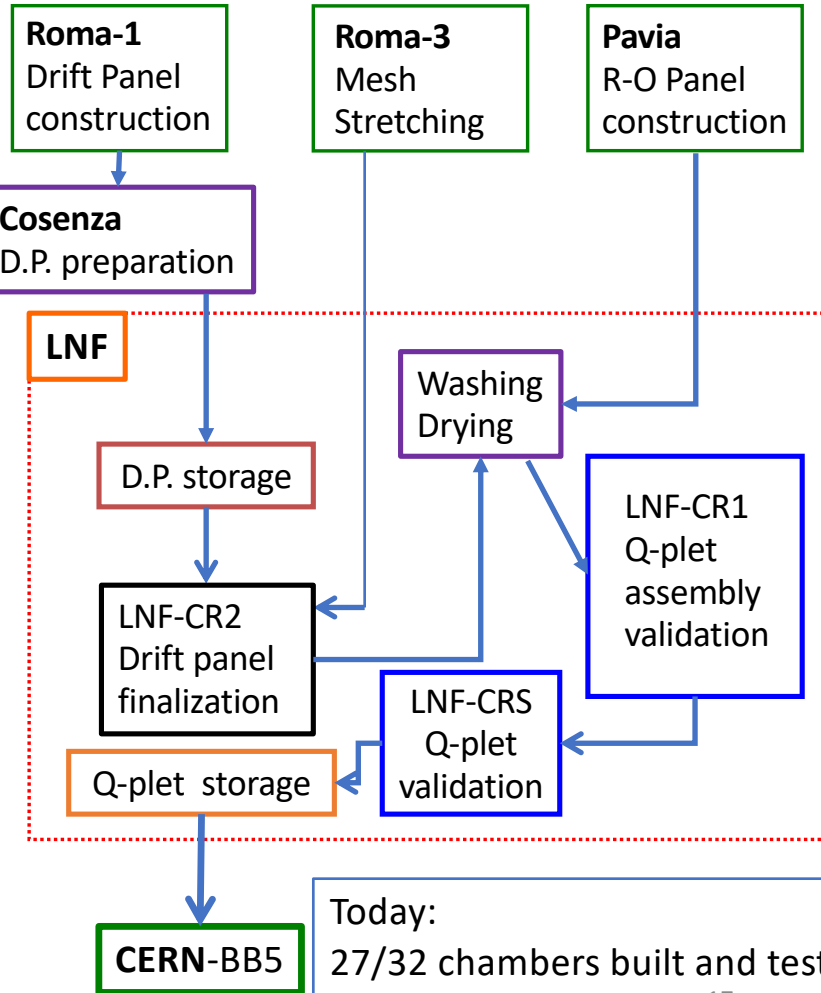 Roma-1
Drift Panel
construction
Roma-3
Mesh
Stretching
Pavia
R-O Panel
construction
Cosenza
D.P. preparation
LNF
Washing
Drying
D.P. storage
LNF-CR1
Q-plet
assembly
validation
LNF-CR2
Drift panel
finalization
LNF-CRS
Q-plet
validation
Q-plet storage
CERN-BB5
Today:
27/32 chambers built and test